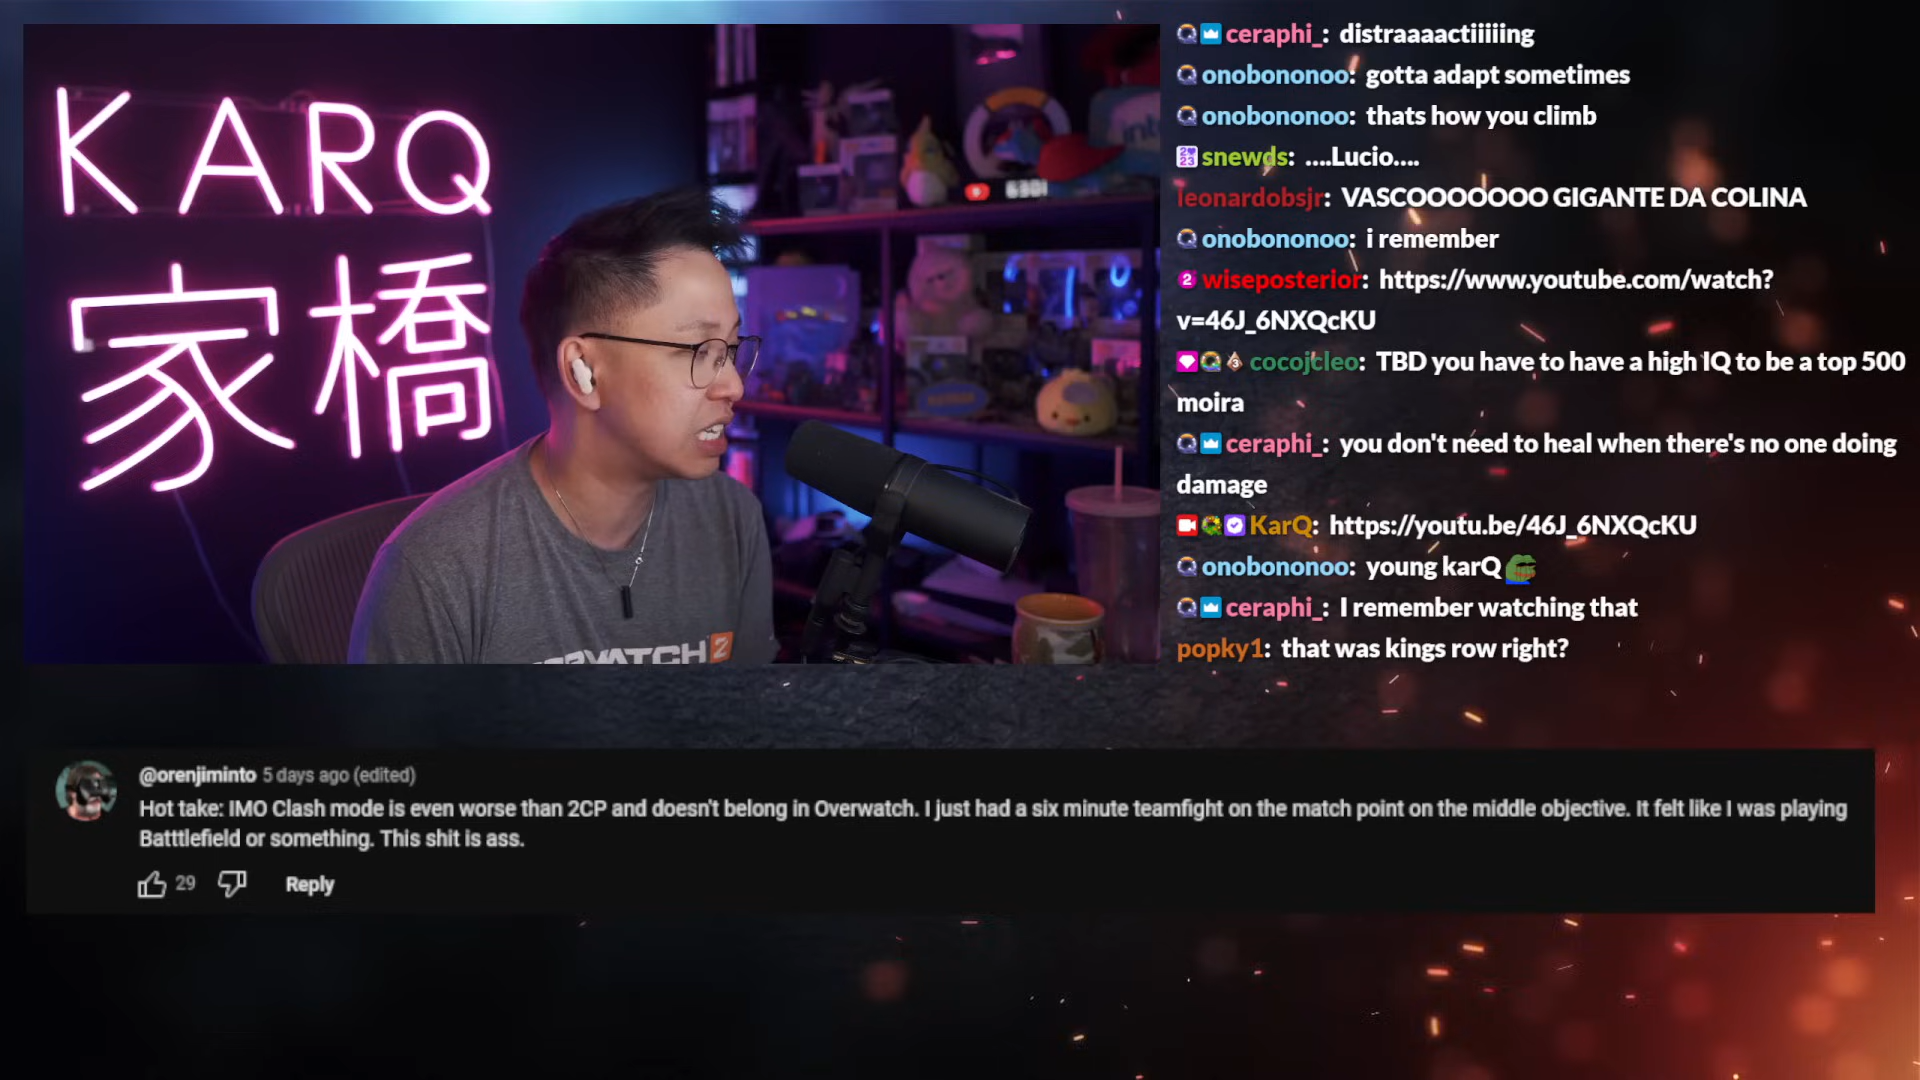 KARQ
家橋
6301
intel
OVERWATCH 2
ceraphi_: distraaaactiiiiing
onobononoo: gotta adapt sometimes
onobononoo: thats how you climb
snewds: ....Lucio....
leonardobsjr: VASCOOOOOOO GIGANTE DA COLINA
onobononoo: i remember
wiseposterior: https://www.youtube.com/watch?
v=46J_6NXQcKU
cocojcleo: TBD you have to have a high IQ to be a top 500
moira
ceraphi_: you don't need to heal when there's no one doing
damage
KarQ: https://youtu.be/46J_6NXQcKU
onobononoo: young karQ
ceraphi_: I remember watching that
popky1: that was kings row right?
@orenjiminto 5 days ago (edited)
Hot take: IMO Clash mode is even worse than 2CP and doesn't belong in Overwatch. I just had a six minute teamfight on the match point on the middle objective. It felt like I was playing
Batttlefield or something. This shit is ass.
29 Reply